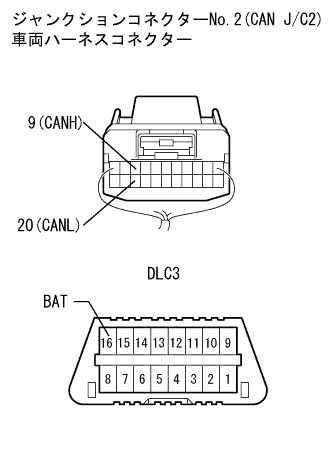 ジャンクションコネクターNo.2(CAN J/C2)
車両ハーネスコネクター
9(CANH)
20(CANL)
DLC3
BAT
16 15 14 13 12 11 10 9
8 7 6 5 4 3 2 1